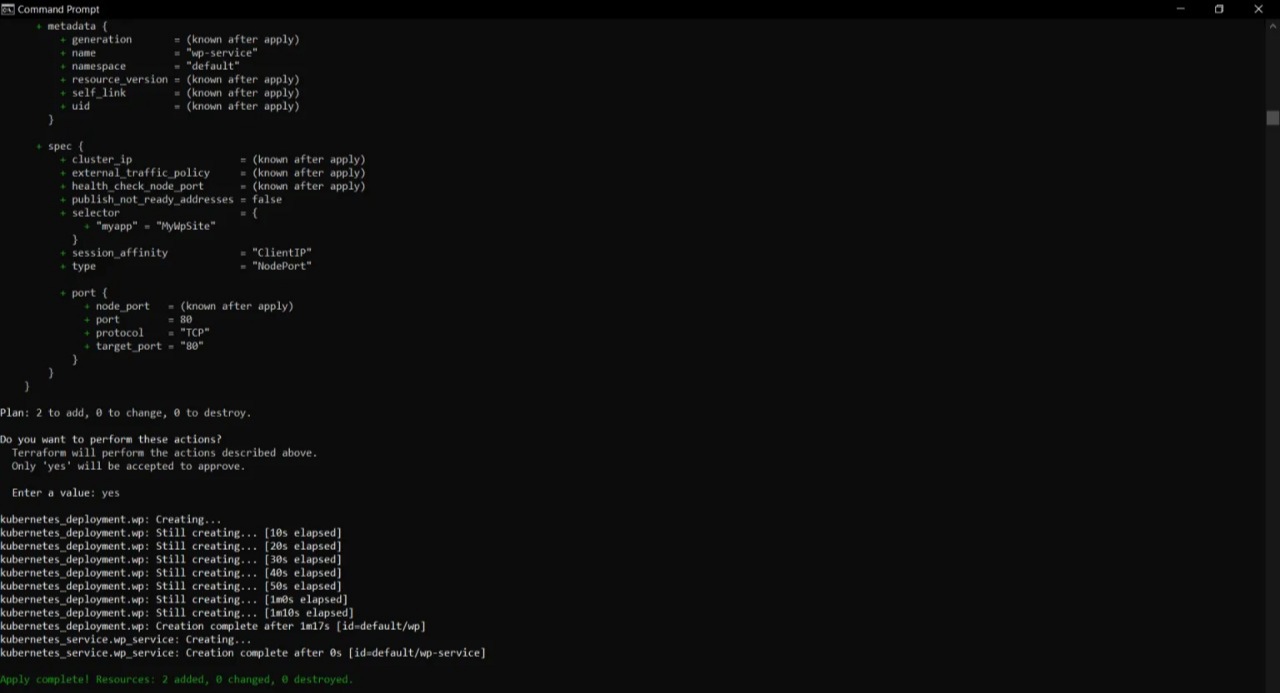 Command Prompt
+ metadata {
+ generation = (known after apply)
+ name = "wp-service"
+ namespace = "default"
+ resource_version = (known after apply)
+ self_link = (known after apply)
+ uid = (known after apply)
}
+ spec {
+ cluster_ip = (known after apply)
+ external_traffic_policy = (known after apply)
+ health_check_node_port = (known after apply)
+ publish_not_ready_addresses = false
+ selector = {
+ "myapp" = "MyWpSite"
}
+ session_affinity = "ClientIP"
+ type = "NodePort"
+ port {
+ node_port = (known after apply)
+ port = 80
+ protocol = "TCP"
+ target_port = "80"
}
}
}
Plan: 2 to add, 0 to change, 0 to destroy.
Do you want to perform these actions?
Terraform will perform the actions described above.
Only 'yes' will be accepted to approve.
Enter a value: yes
kubernetes_deployment.wp: Creating...
kubernetes_deployment.wp: Still creating... [10s elapsed]
kubernetes_deployment.wp: Still creating... [20s elapsed]
kubernetes_deployment.wp: Still creating... [30s elapsed]
kubernetes_deployment.wp: Still creating... [40s elapsed]
kubernetes_deployment.wp: Still creating... [50s elapsed]
kubernetes_deployment.wp: Still creating... [1m0s elapsed]
kubernetes_deployment.wp: Still creating... [1m10s elapsed]
kubernetes_deployment.wp: Creation complete after 1m17s [id=default/wp]
kubernetes_service.wp_service: Creating...
kubernetes_service.wp_service: Creation complete after 0s [id=default/wp-service]
Apply complete! Resources: 2 added, 0 changed, 0 destroyed.